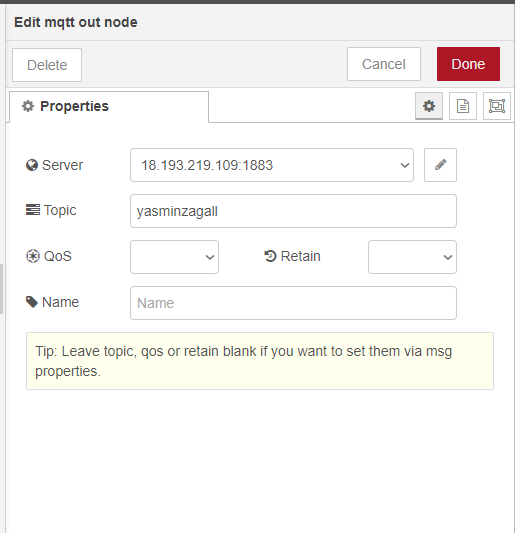 Edit mqtt out node
Delete
Cancel
Done
Properties
Server
18.193.219.109:1883
Topic
yasminzagall
QoS
Retain
Name
Name
Tip: Leave topic, qos or retain blank if you want to set them via msg
properties.